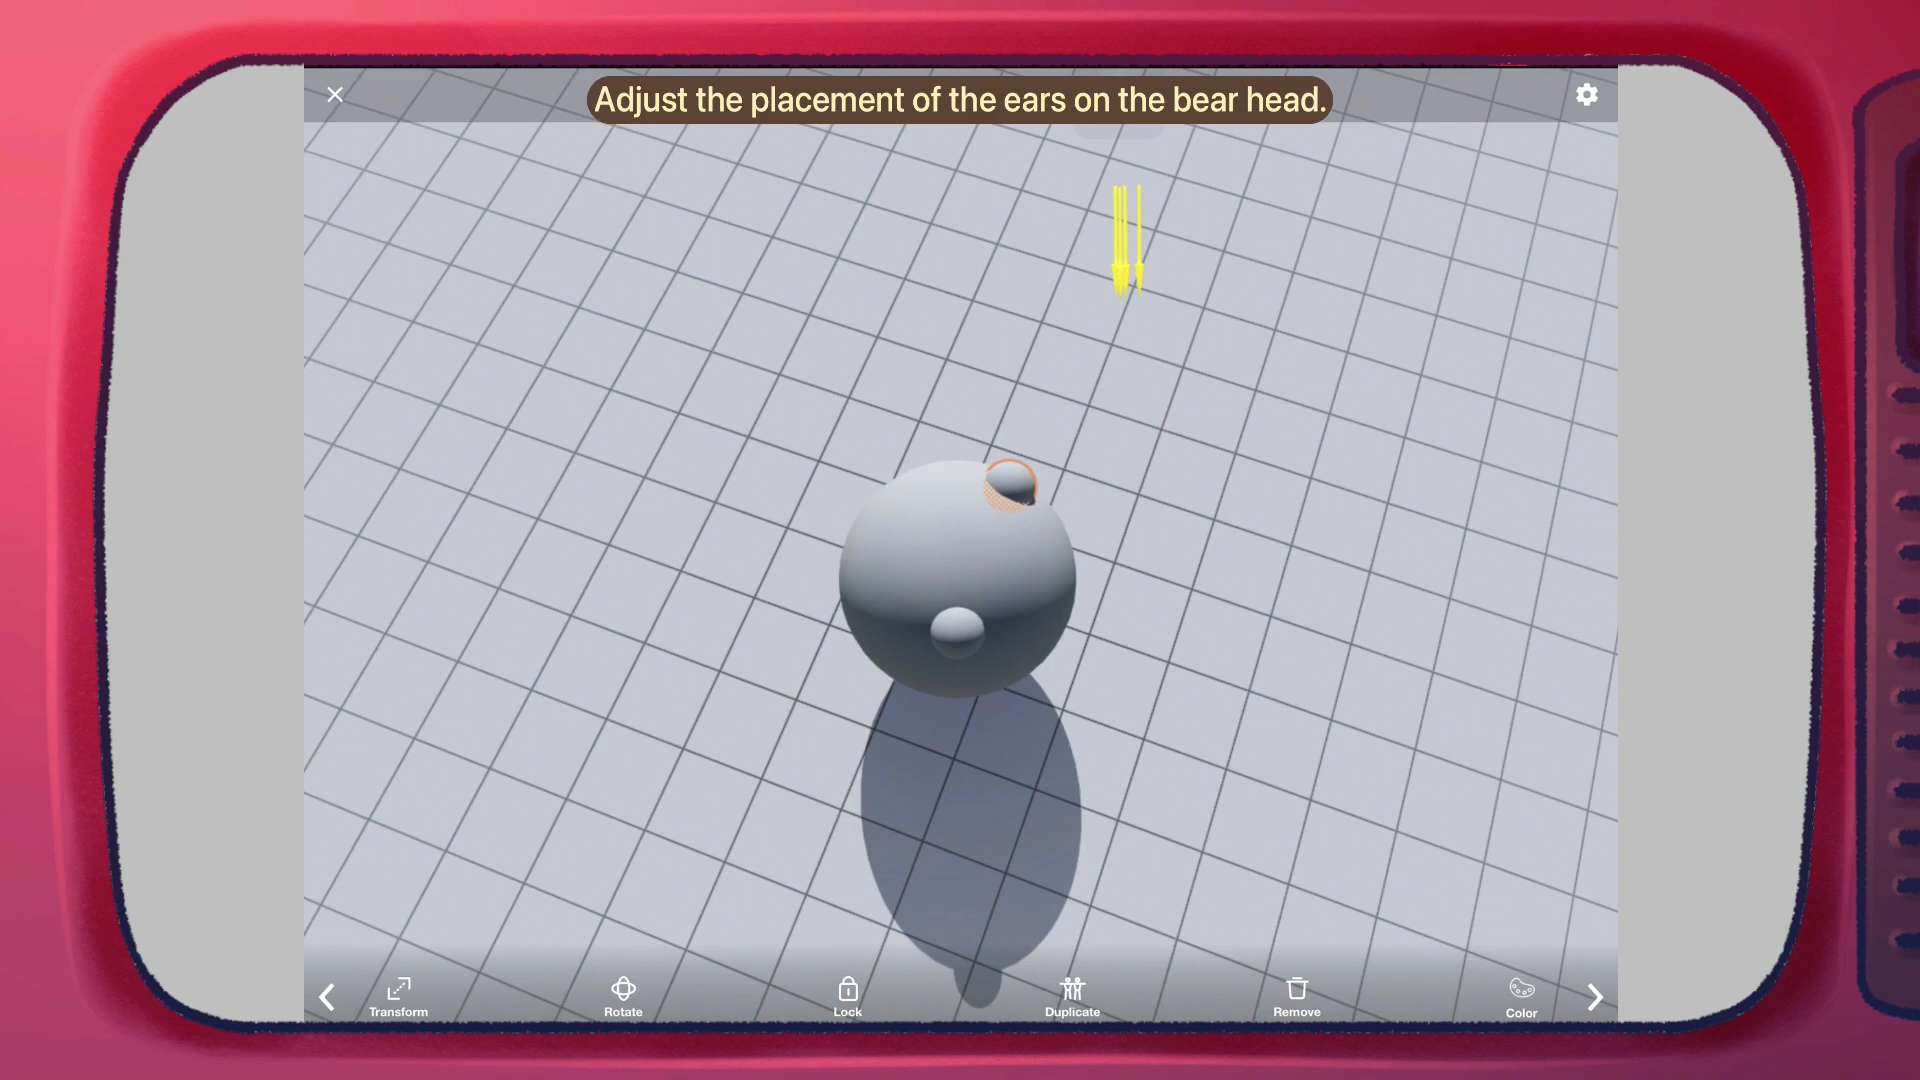 Adjust the placement of the ears on the bear head.
Transform
Rotate
Lock
Duplicate
Remove
Color